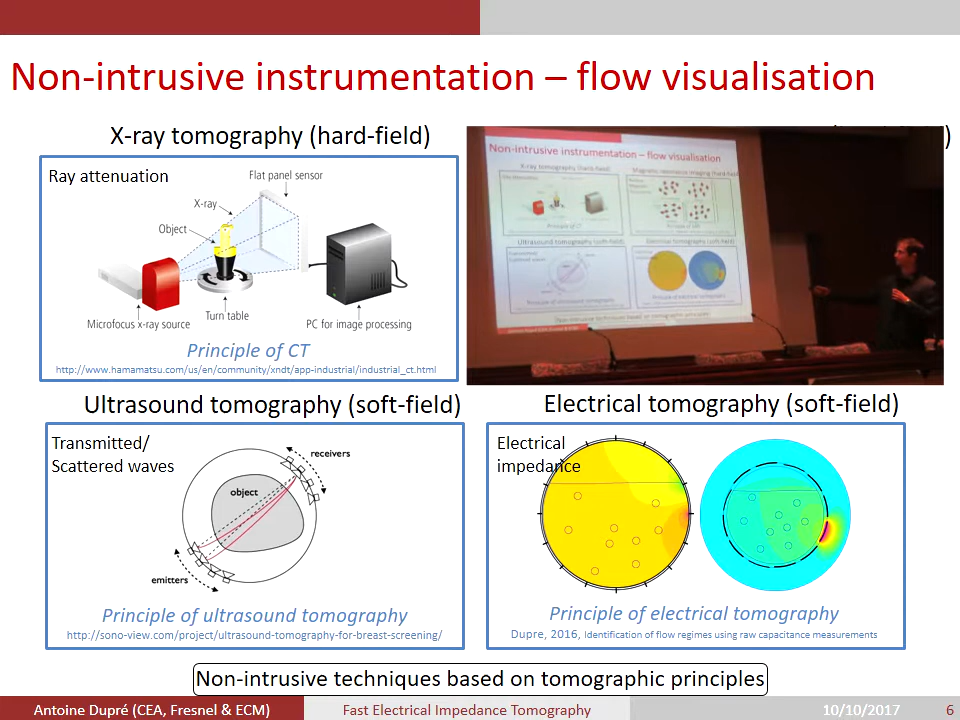 Non-intrusive instrumentation – flow visualisation
X-ray tomography (hard-field)
Ray attenuation
Flat panel sensor
X-ray
Object
Microfocus x-ray source
Turn table
PC for image processing
Principle of CT
http://www.hamamatsu.com/us/en/community/xndt/app-industrial/industrial_ct.html
Non-intrusive instrumentation – flow visualisation
X-ray tomography (hard-field)
Magnetic resonance imaging (hard-field)
Principle of CT
Ultrasound tomography (soft-field)
Electrical tomography (soft-field)
Principle of ultrasound tomography
Principle of electrical tomography
Non-intrusive techniques based on tomographic principles
Ultrasound tomography (soft-field)
Transmitted/
Scattered waves
receivers
object
emitters
Principle of ultrasound tomography
http://sono-view.com/project/ultrasound-tomography-for-breast-screening/
Electrical tomography (soft-field)
Electrical
impedance
Principle of electrical tomography
Dupre, 2016, Identification of flow regimes using raw capacitance measurements
Non-intrusive techniques based on tomographic principles
Antoine Dupré (CEA, Fresnel & ECM)
Fast Electrical Impedance Tomography
10/10/2017
6